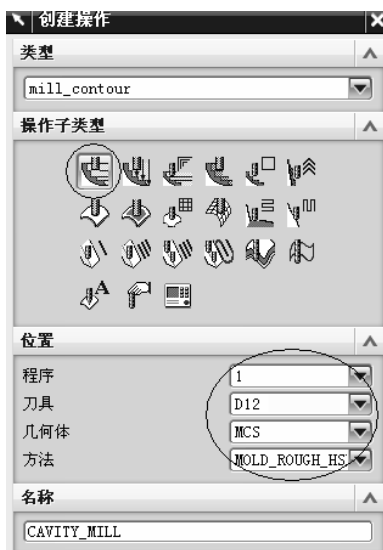 创建操作
类型
mill_contour
操作子类型
A
位置
程序 1
刀具 D12
几何体 MCS
方法 MOLD_ROUGH_HS
名称
CAVITY_MILL